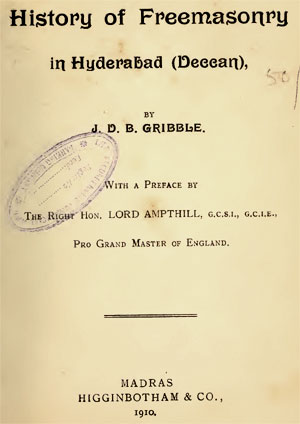 History of Freemasonry
in Hyderabad (Deccan),
BY
J. D. B. GRIBBLE.
WITH A PREFACE BY
THE RIGHT HON. LORD AMPTHILL, G.C.S.I., G.C.I.E.,
PRO GRAND MASTER OF ENGLAND.
MADRAS
HIGGINBOTHAM & CO.,
1910.